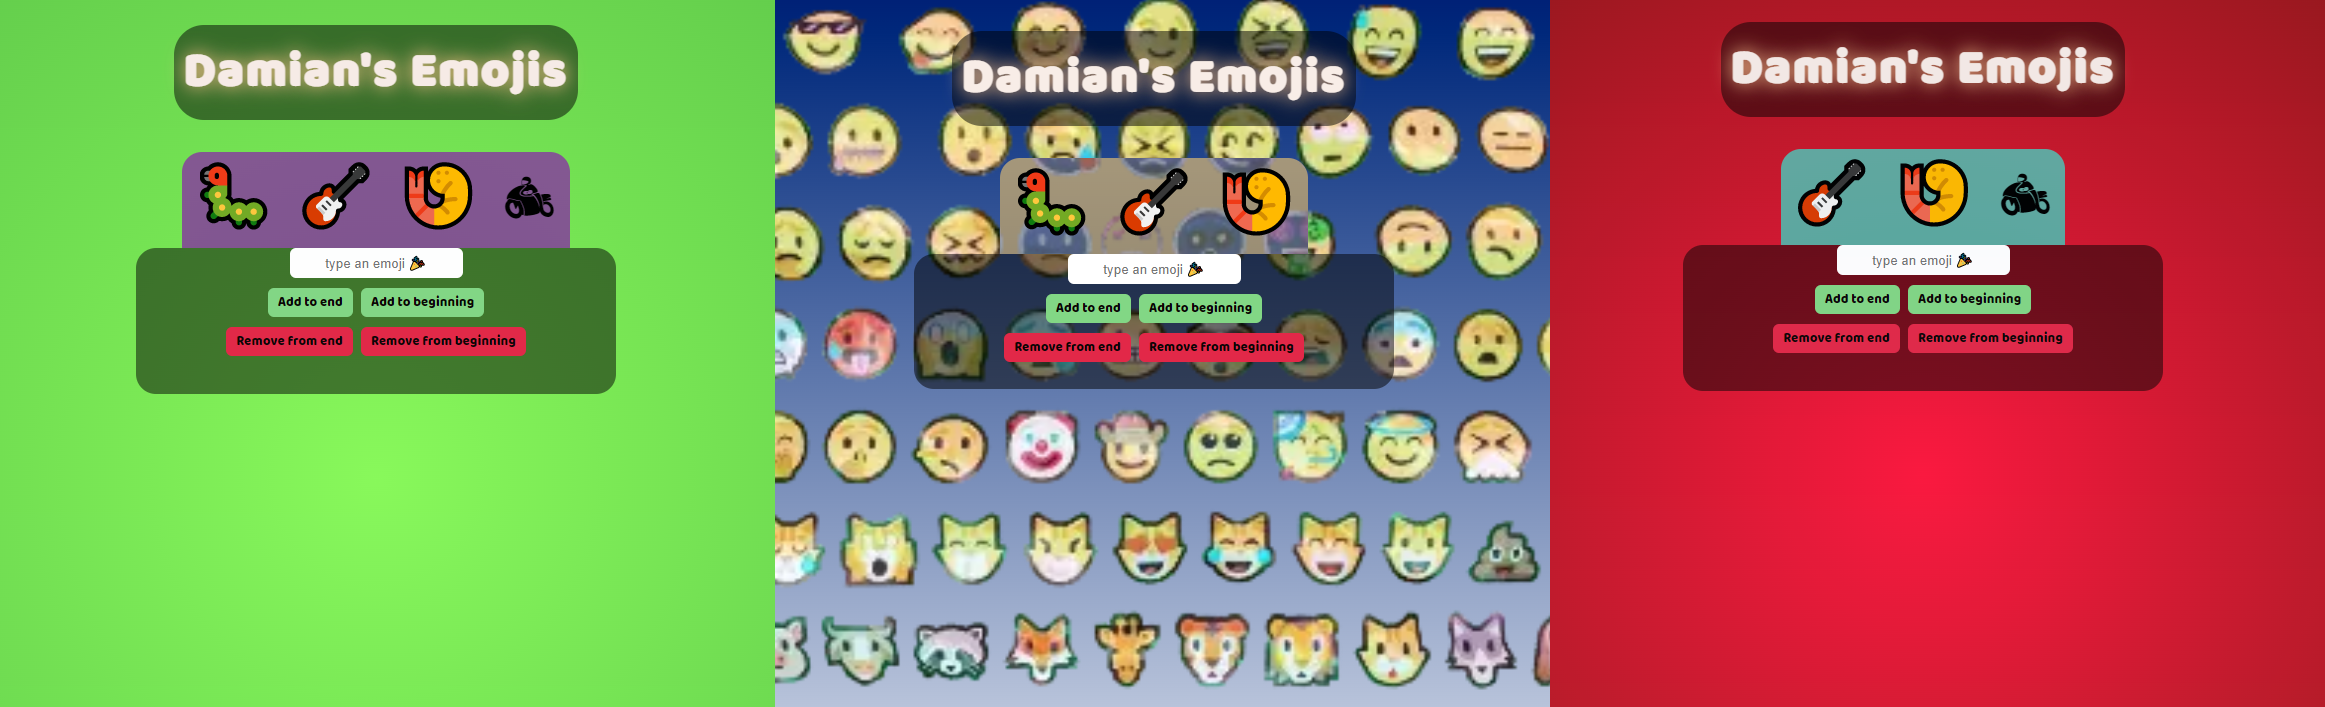 Damian's Emojis
type an emoji 🎉
Add to end Add to beginning
Remove from end Remove from beginning
Damian's Emojis
type an emoji 🎉
Add to end Add to beginning
Remove from end Remove from beginning
Damian's Emojis
type an emoji 🎉
Add to end Add to beginning
Remove from end Remove from beginning